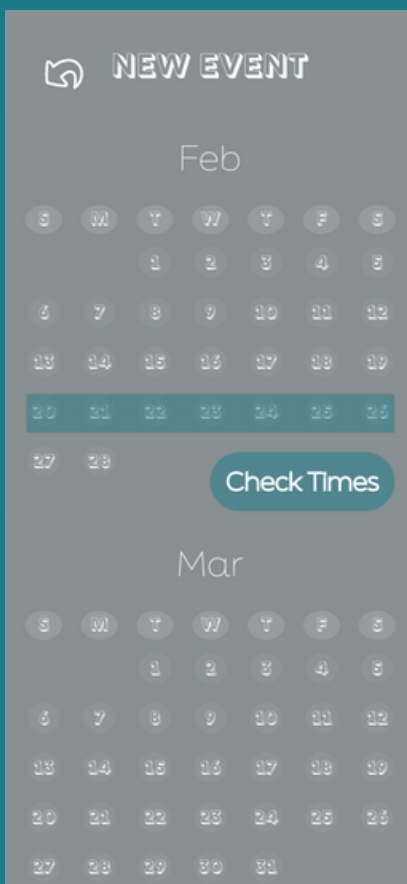 NEW EVENT
Feb
S M T W T F S
1 2 3 4 5
6 7 8 9 10 11 12
13 14 15 16 17 18 19
20 21 22 23 24 25 26
27 28
Check Times
Mar
S M T W T F S
1 2 3 4 5
6 7 8 9 10 11 12
13 14 15 16 17 18 19
20 21 22 23 24 25 26
27 28 29 30 31